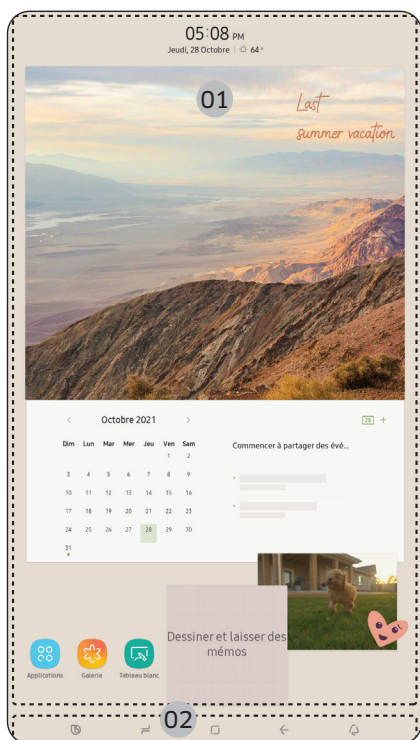 05:08 PM
Jeudi, 28 Octobre 64°
01
Last
summer vacation
Octobre 2021
28
Dim Lun Mar Mer Jeu Ven Sam
1 2
3 4 5 6 7 8 9
10 11 12 13 14 15 16
17 18 19 20 21 22 23
24 25 26 27 28 29 30
31
Commencer à partager des évé...
Dessiner et laisser des
mémos
Applications Galerie Tableau blanc
02